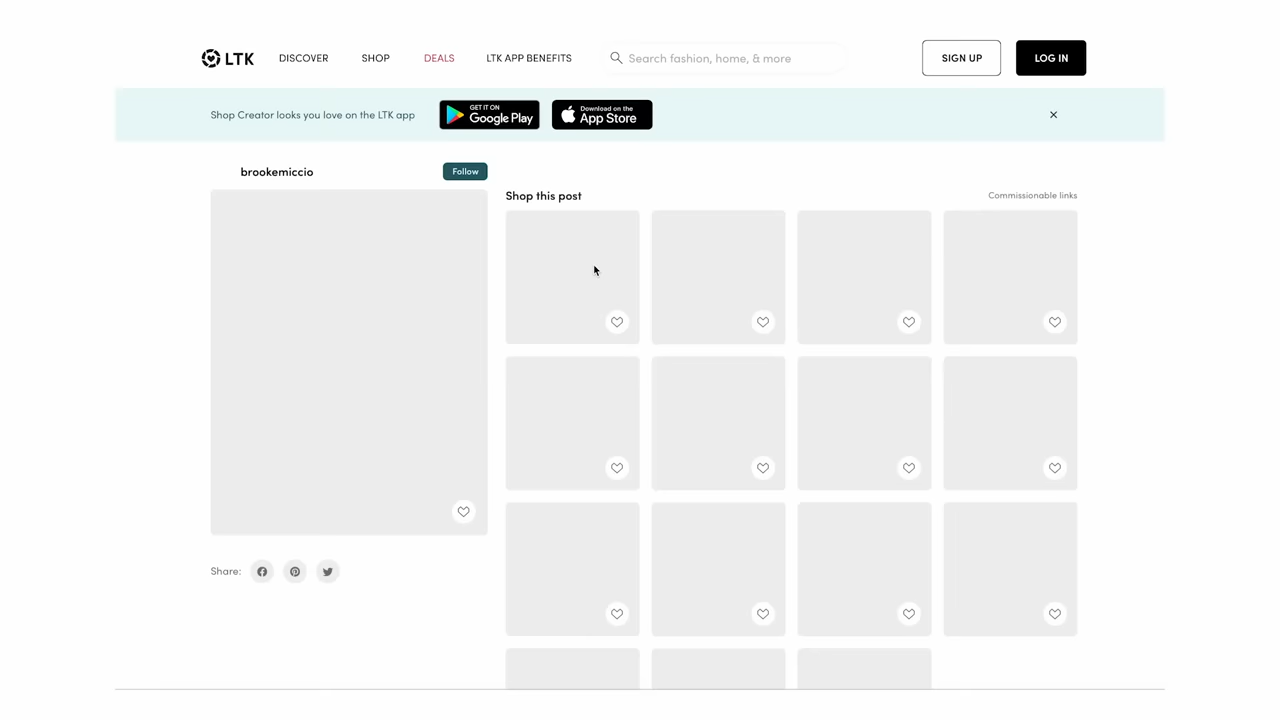 LTK
DISCOVER
SHOP
DEALS
LTK APP BENEFITS
Search fashion, home, & more
SIGN UP
LOG IN
Shop Creator looks you love on the LTK app
GET IT ON
Google Play
Download on the
App Store
brookemiccio
Follow
Shop this post
Commissionable links
Share: